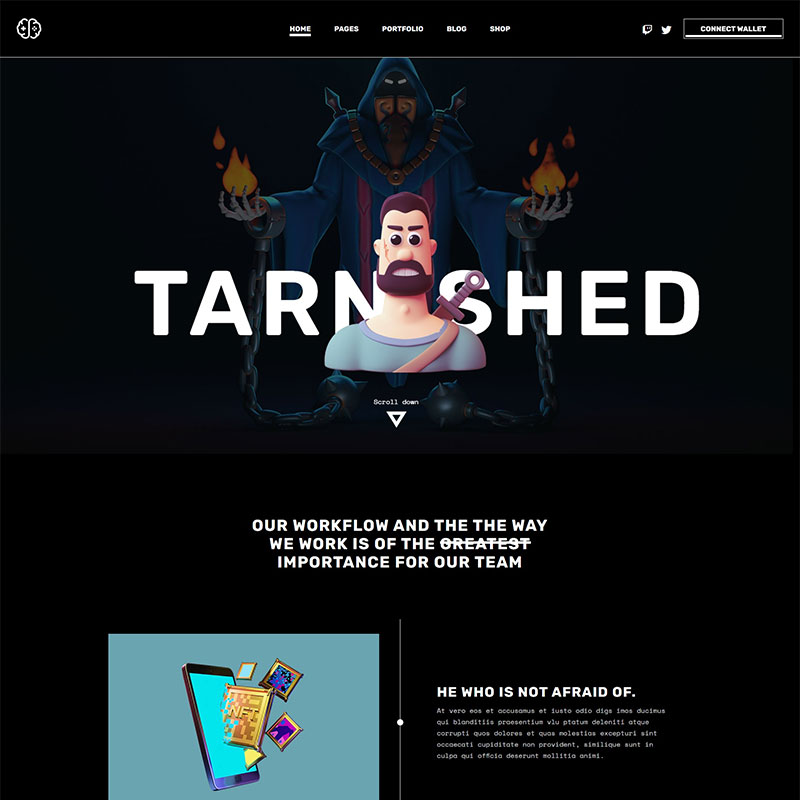 HOME PAGES PORTFOLIO BLOG SHOP CONNECT WALLET
TARNISHED
Scroll down
OUR WORKFLOW AND THE THE WAY
WE WORK IS OF THE GREATEST
IMPORTANCE FOR OUR TEAM
NFT
HE WHO IS NOT AFRAID OF.
At vero eos et accusamus et iusto odio digs imos ducimus
qui blanditiis praesentium vlu ptatum deleniti atque
corrupti quos dolores et quas molestias excepturi sint
occaecati cupiditate non provident, similique sunt in
culpa qui officia deserunt mollitia animi.